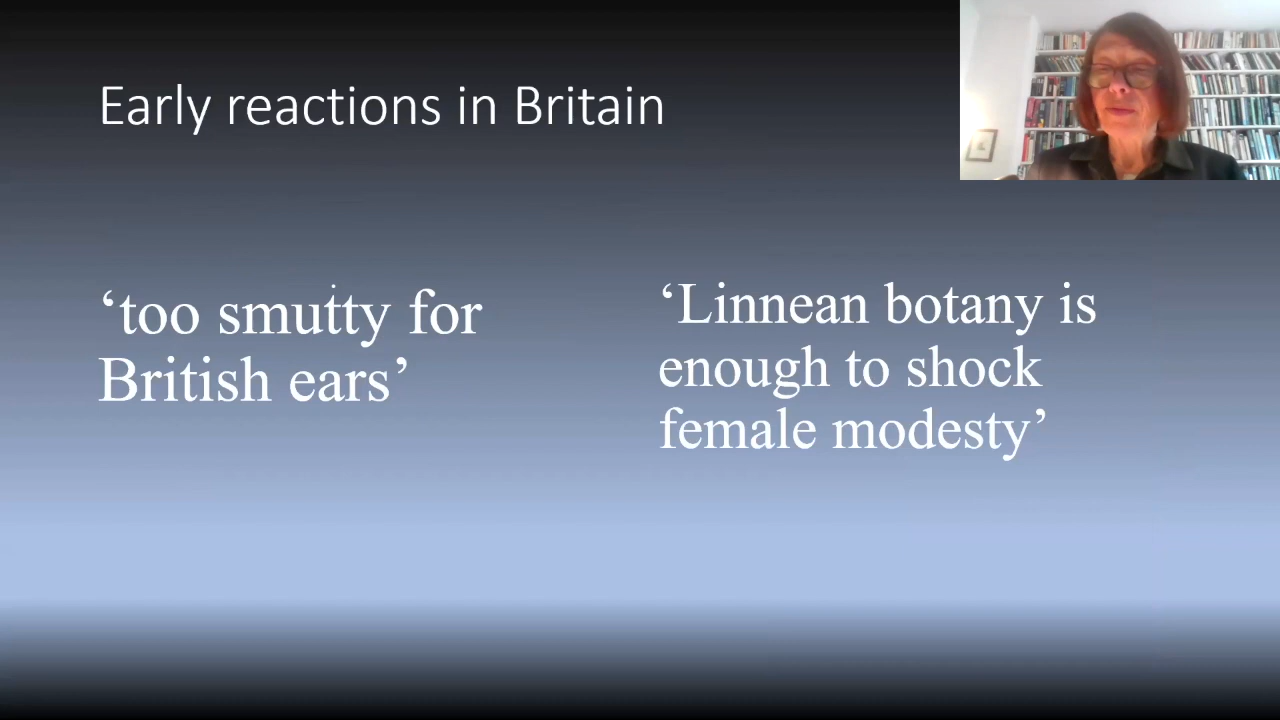 Early reactions in Britain
‘too smutty for
British ears’
‘Linnean botany is
enough to shock
female modesty’